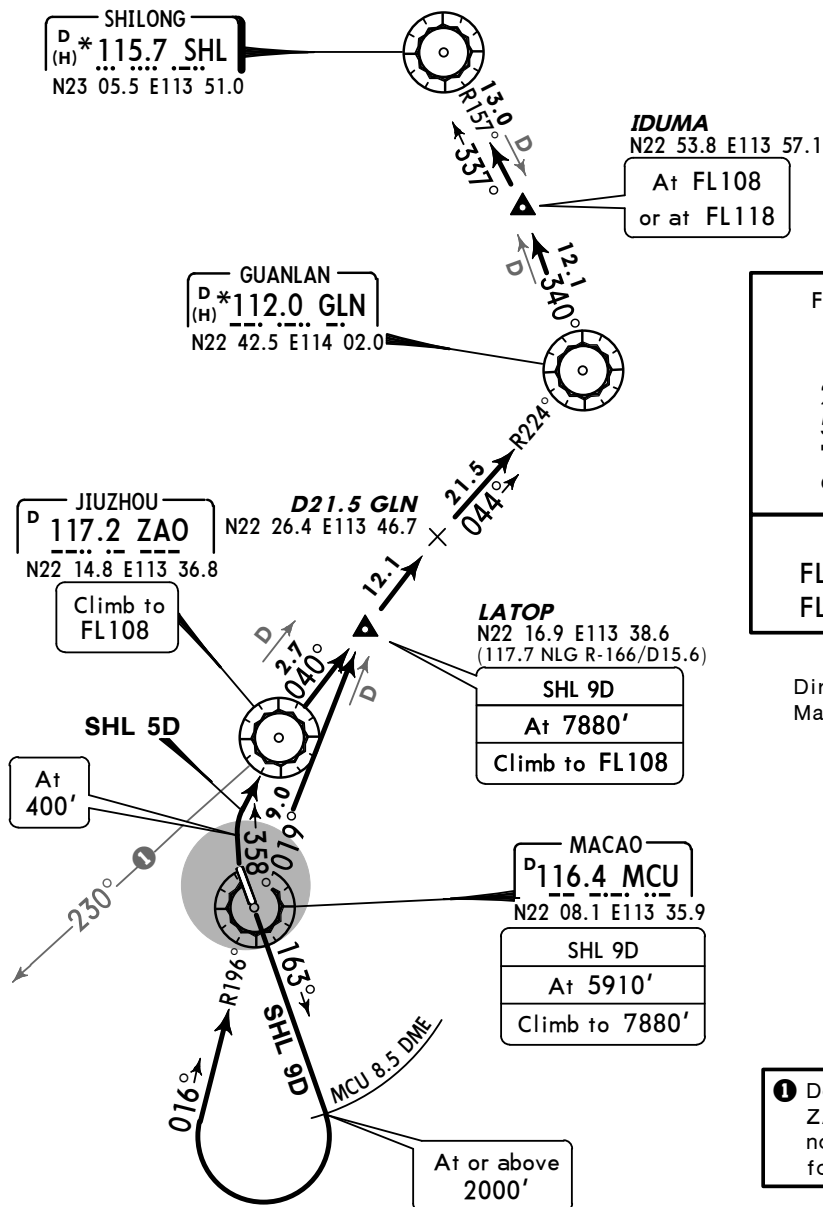 SHILONG
D
(H) * 115.7 SHL
N23 05.5 E113 51.0
13.0
R157°
D
337°
IDUMA
N22 53.8 E113 57.1
At FL108
or at FL118
12.1
D
340°
GUANLAN
D
(H) * 112.0 GLN
N22 42.5 E114 02.0
R224°
21.5
044°
D21.5 GLN
N22 26.4 E113 46.7
JIUZHOU
D 117.2 ZAO
N22 14.8 E113 36.8
Climb to
FL108
12.1
LATOP
N22 16.9 E113 38.6
(117.7 NLG R-166/D15.6)
SHL 9D
At 7880'
Climb to FL108
D
2.7
040°
D
SHL 5D
At
400'
9.0
019°
358°
1
230°
MACAO
D 116.4 MCU
N22 08.1 E113 35.9
SHL 9D
At 5910'
Climb to 7880'
R196°
163°
SHL 9D
016°
MCU 8.5 DME
At or above
2000'
F
FL
FL
Dir
Ma
1 D
Z
no
fo